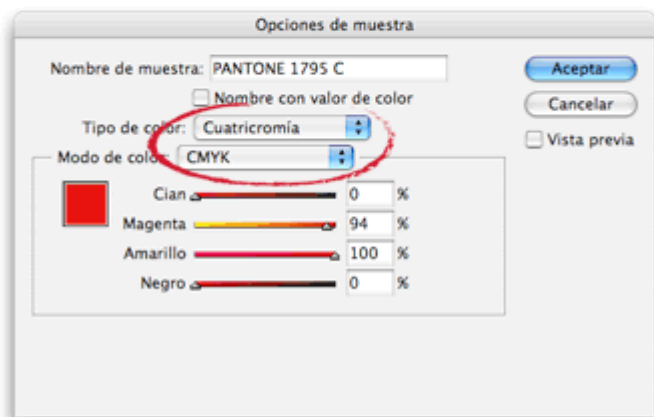 Opciones de muestra
Nombre de muestra: PANTONE 1795 C
Aceptar
Nombre con valor de color
Cancelar
Tipo de color: Cuatricromía
Vista previa
Modo de color: CMYK
Cian 0 %
Magenta 94 %
Amarillo 100 %
Negro 0 %